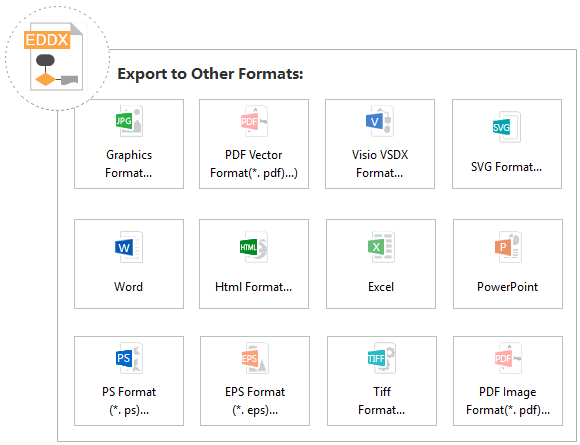 EDDX
Export to Other Formats:
JPG
Graphics
Format...
PDF
PDF Vector
Format(*. pdf)...)
V
Visio VSDX
Format...
SVG
SVG Format...
W
Word
HTML
Html Format...
X
Excel
P
PowerPoint
PS
PS Format
(*. ps)...
EPS
EPS Format
(*. eps)...
TIFF
Tiff
Format...
PDF
PDF Image
Format(*. pdf)...